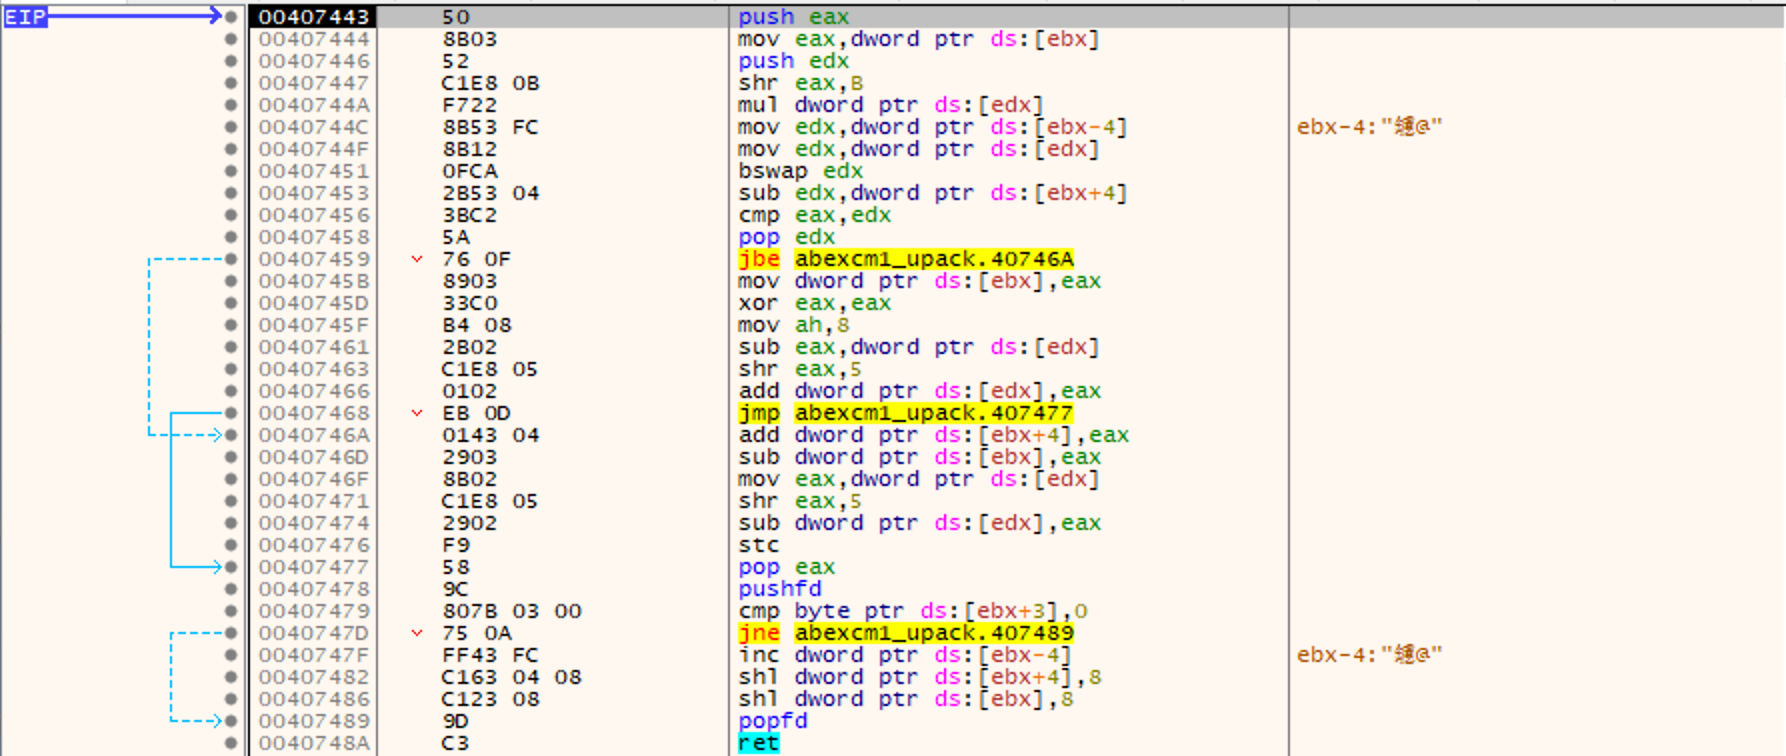 EIP 00407443 50 push eax
00407444 8B03 mov eax,dword ptr ds:[ebx]
00407446 52 push edx
00407447 C1E8 0B shr eax,B
0040744A F722 mul dword ptr ds:[edx]
0040744C 8B53 FC mov edx,dword ptr ds:[ebx-4] ebx-4:"@"
0040744F 8B12 mov edx,dword ptr ds:[edx]
00407451 0FCA bswap edx
00407453 2B53 04 sub edx,dword ptr ds:[ebx+4]
00407456 3BC2 cmp eax,edx
00407458 5A pop edx
00407459 76 0F jbe abexcm1_upack.40746A
0040745B 8903 mov dword ptr ds:[ebx],eax
0040745D 33C0 xor eax,eax
0040745F B4 08 mov ah,8
00407461 2B02 sub eax,dword ptr ds:[edx]
00407463 C1E8 05 shr eax,5
00407466 0102 add dword ptr ds:[edx],eax
00407468 EB 0D jmp abexcm1_upack.407477
0040746A 0143 04 add dword ptr ds:[ebx+4],eax
0040746D 2903 sub dword ptr ds:[ebx],eax
0040746F 8B02 mov eax,dword ptr ds:[edx]
00407471 C1E8 05 shr eax,5
00407474 2902 sub dword ptr ds:[edx],eax
00407476 F9 stc
00407477 58 pop eax
00407478 9C pushfd
00407479 807B 03 00 cmp byte ptr ds:[ebx+3],0
0040747D 75 0A jne abexcm1_upack.407489
0040747F FF43 FC inc dword ptr ds:[ebx-4] ebx-4:"@"
00407482 C163 04 08 shl dword ptr ds:[ebx+4],8
00407486 C123 08 shl dword ptr ds:[ebx],8
00407489 9D popfd
0040748A C3 ret